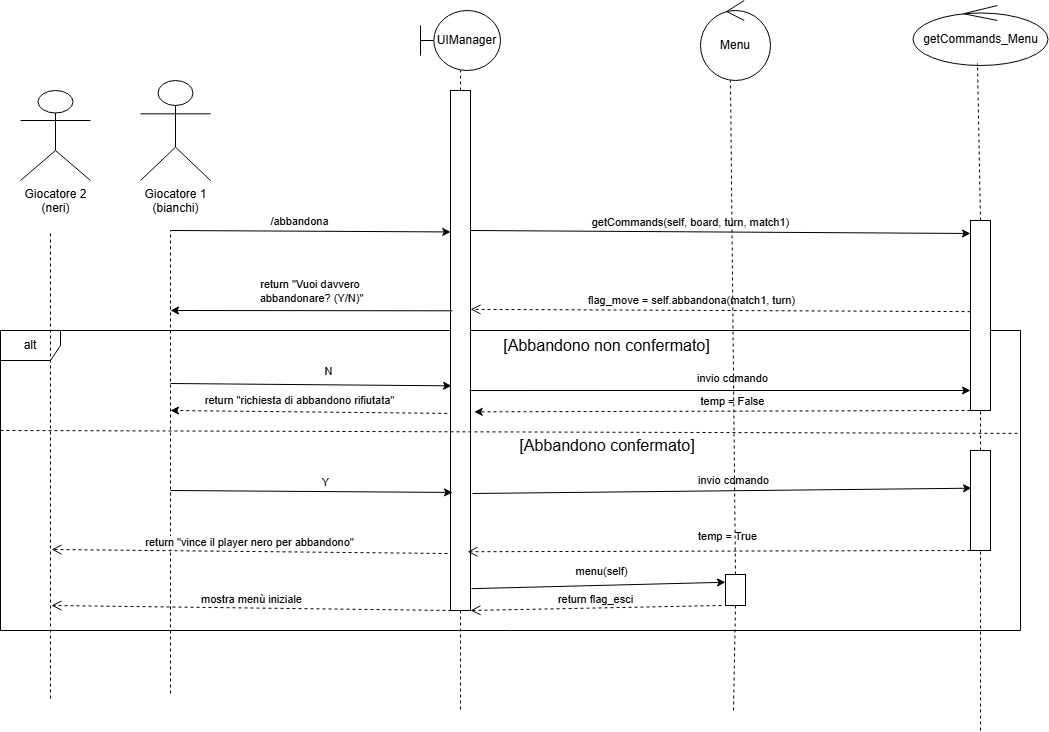 UIManager
Menu
getCommands_Menu
Giocatore 2
(neri)
Giocatore 1
(bianchi)
/abbandona
getCommands(self, board, turn, match1)
return "Vuoi davvero
abbandonare? (Y/N)"
flag_move = self.abbandona(match1, turn)
alt
[Abbandono non confermato]
N
invio comando
return "richiesta di abbandono rifiutata"
temp = False
[Abbandono confermato]
Y
invio comando
return "vince il player nero per abbandono"
temp = True
menu(self)
mostra menù iniziale
return flag_esci